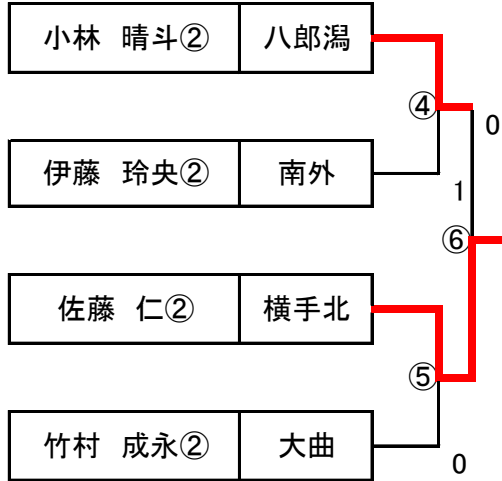 小林 晴斗② 八郎潟
④
0
伊藤 玲央② 南外
1
⑥
佐藤 仁② 横手北
⑤
竹村 成永② 大曲
0